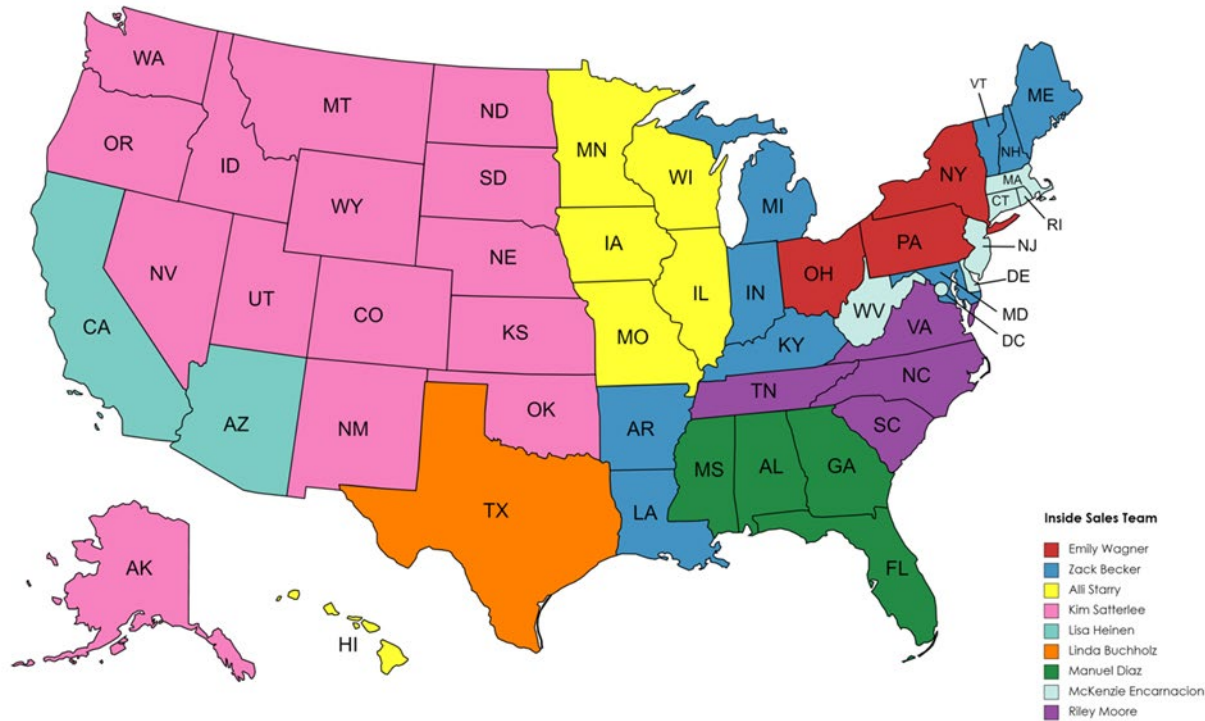 WA
MT
ND
MN
VT
ME
OR
ID
SD
WI
MI
NY
NH
MA
CT
RI
WY
IA
PA
NJ
NV
NE
OH
DE
UT
CO
IL
IN
MD
WV
DC
CA
KS
MO
KY
VA
AZ
NM
OK
TN
NC
AR
SC
MS
AL
GA
TX
LA
FL
AK
HI
Inside Sales Team
Emily Wagner
Zack Becker
Alli Starry
Kim Satterlee
Lisa Heinen
Linda Buchholz
Manuel Diaz
McKenzie Encarnacion
Riley Moore